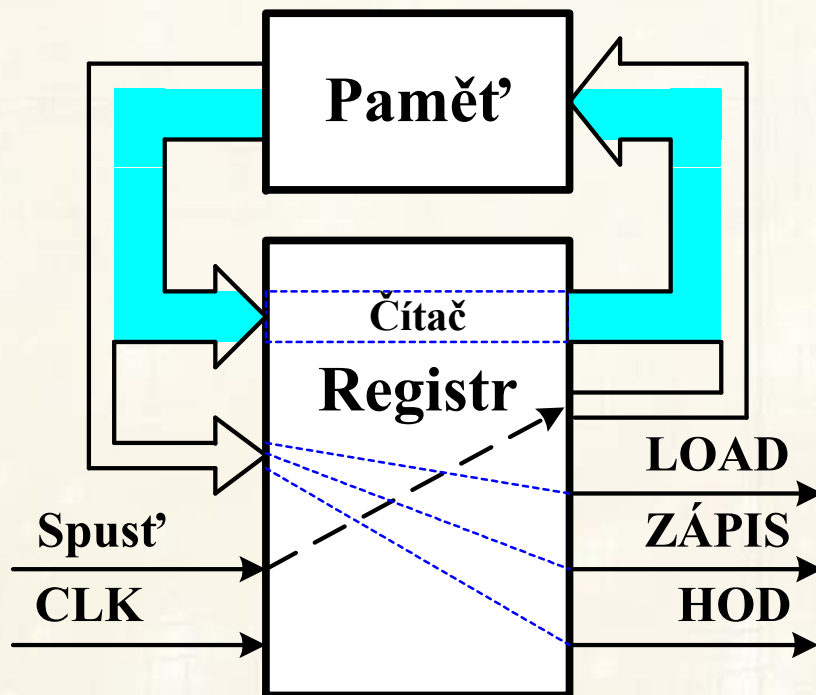 Paměť
Čítač
Registr
LOAD
Spusť
ZÁPIS
CLK
HOD